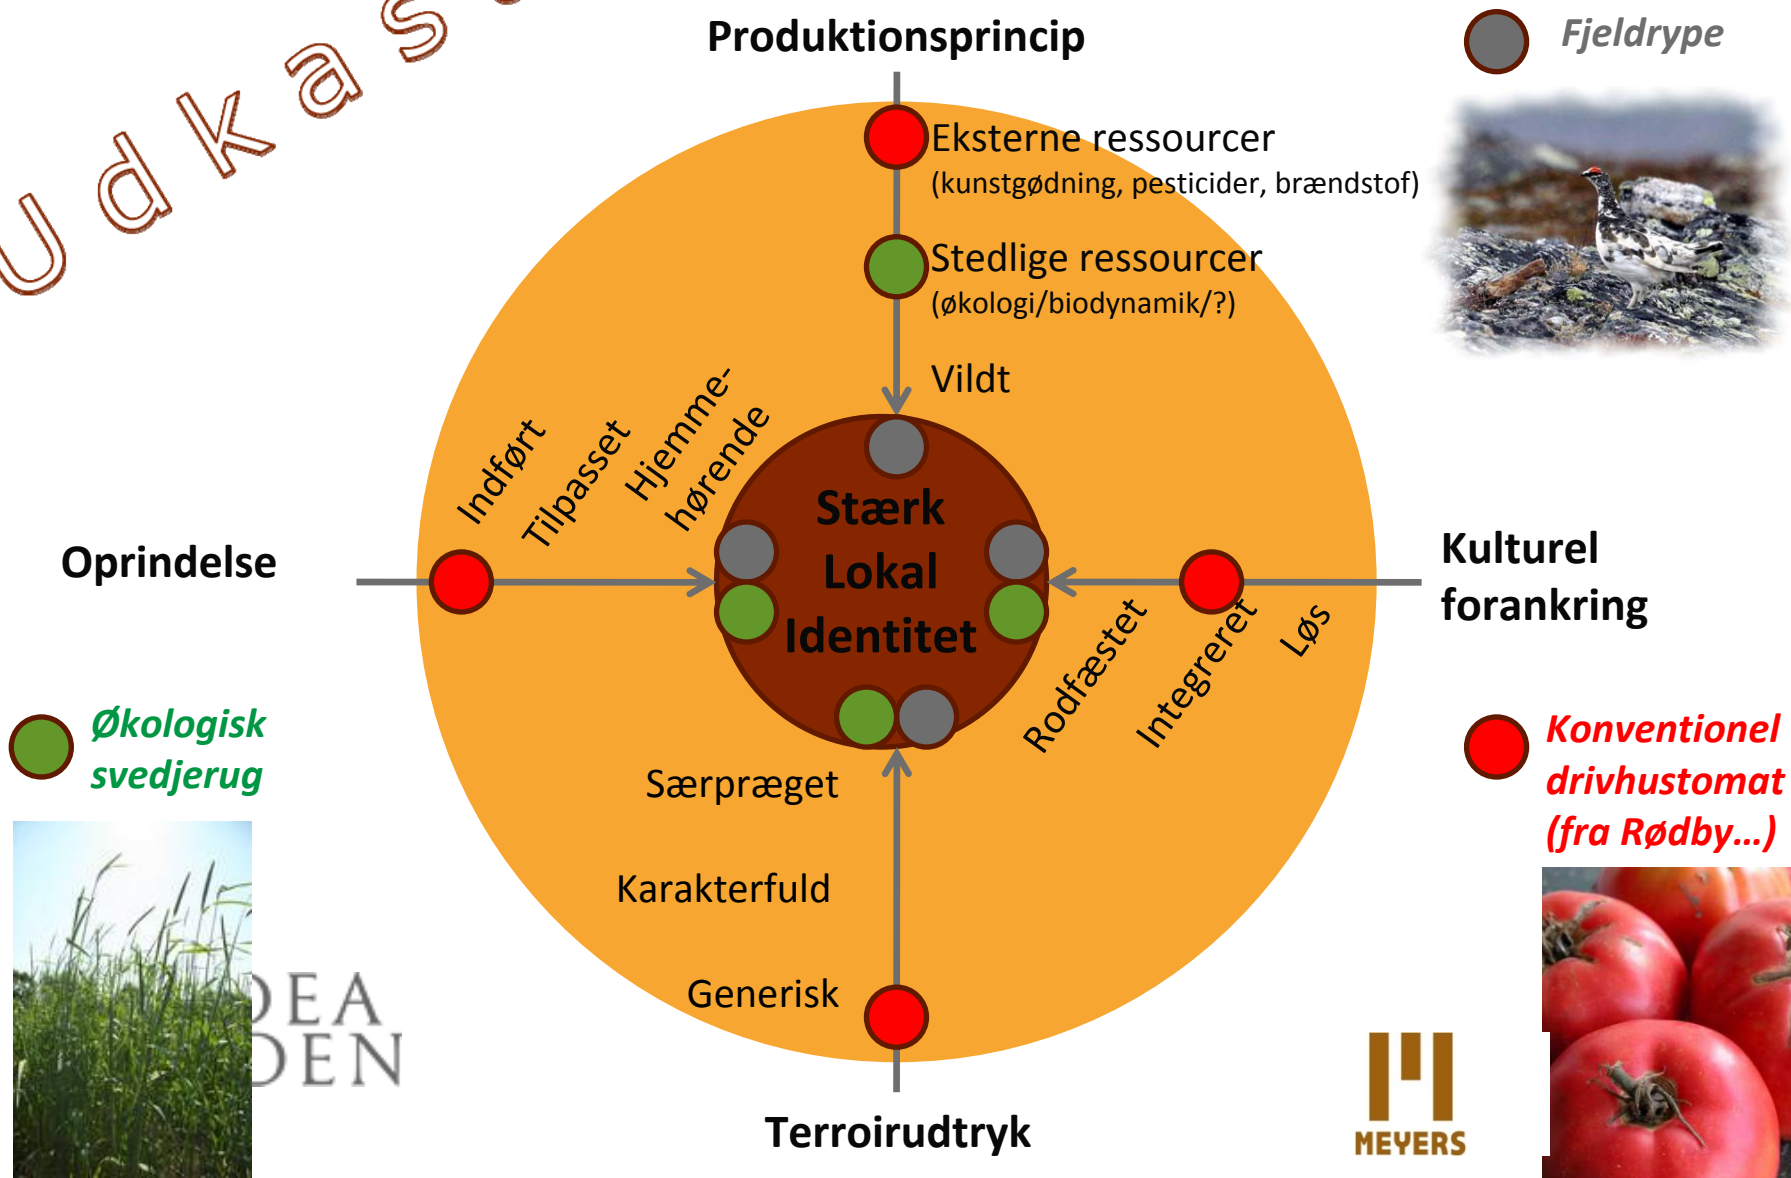 Udkas
Produktionsprincip
Fjeldrype
Eksterne ressourcer
(kunstgødning, pesticider, brændstof)
Stedlige ressourcer
(økologi/biodynamik/?)
Vildt
Indført
Tilpasset
Hjemme-
hørende
Stærk
Lokal
Identitet
Oprindelse
Kulturel
forankring
Rodfæstet
Integreret
Løs
Økologisk
svedjerug
Konventionel
drivhustomat
(fra Rødby...)
Særpræget
Karakterfuld
Generisk
DEA
DEN
Terroirudtryk
MEYERS